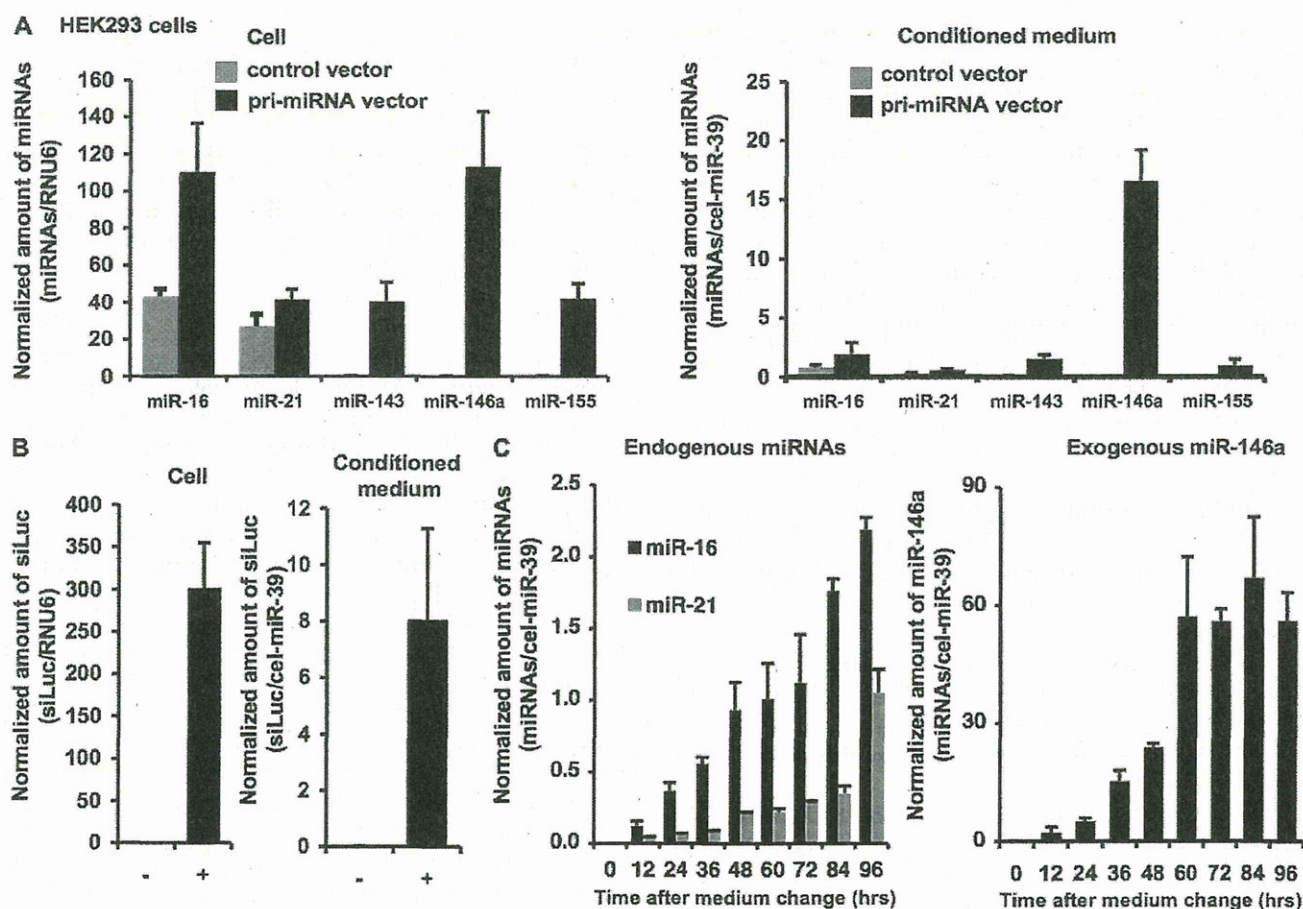 A HEK293 cells
Cell
control vector
pri-miRNA vector
Normalized amount of miRNAs
(miRNAs/RNU6)
160
140
120
100
80
60
40
20
0
miR-16 miR-21 miR-143 miR-146a miR-155
Conditioned medium
control vector
pri-miRNA vector
Normalized amount of miRNAs
(miRNAs/cel-miR-39)
25
20
15
10
5
0
miR-16 miR-21 miR-143 miR-146a miR-155
B
Cell
Normalized amount of siLuc
(siLuc/RNU6)
400
350
300
250
200
150
100
50
0
- +
Conditioned
medium
Normalized amount of siLuc
(siLuc/cel-miR-39)
12
10
8
6
4
2
0
- +
C
Endogenous miRNAs
miR-16
miR-21
Normalized amount of miRNAs
(miRNAs/cel-miR-39)
2.5
2.0
1.5
1.0
0.5
0.0
0 12 24 36 48 60 72 84 96
Time after medium change (hrs)
Exogenous miR-146a
Normalized amount of miR-146a
(miRNAs/cel-miR-39)
90
60
30
0
0 12 24 36 48 60 72 84 96
Time after medium change (hrs)